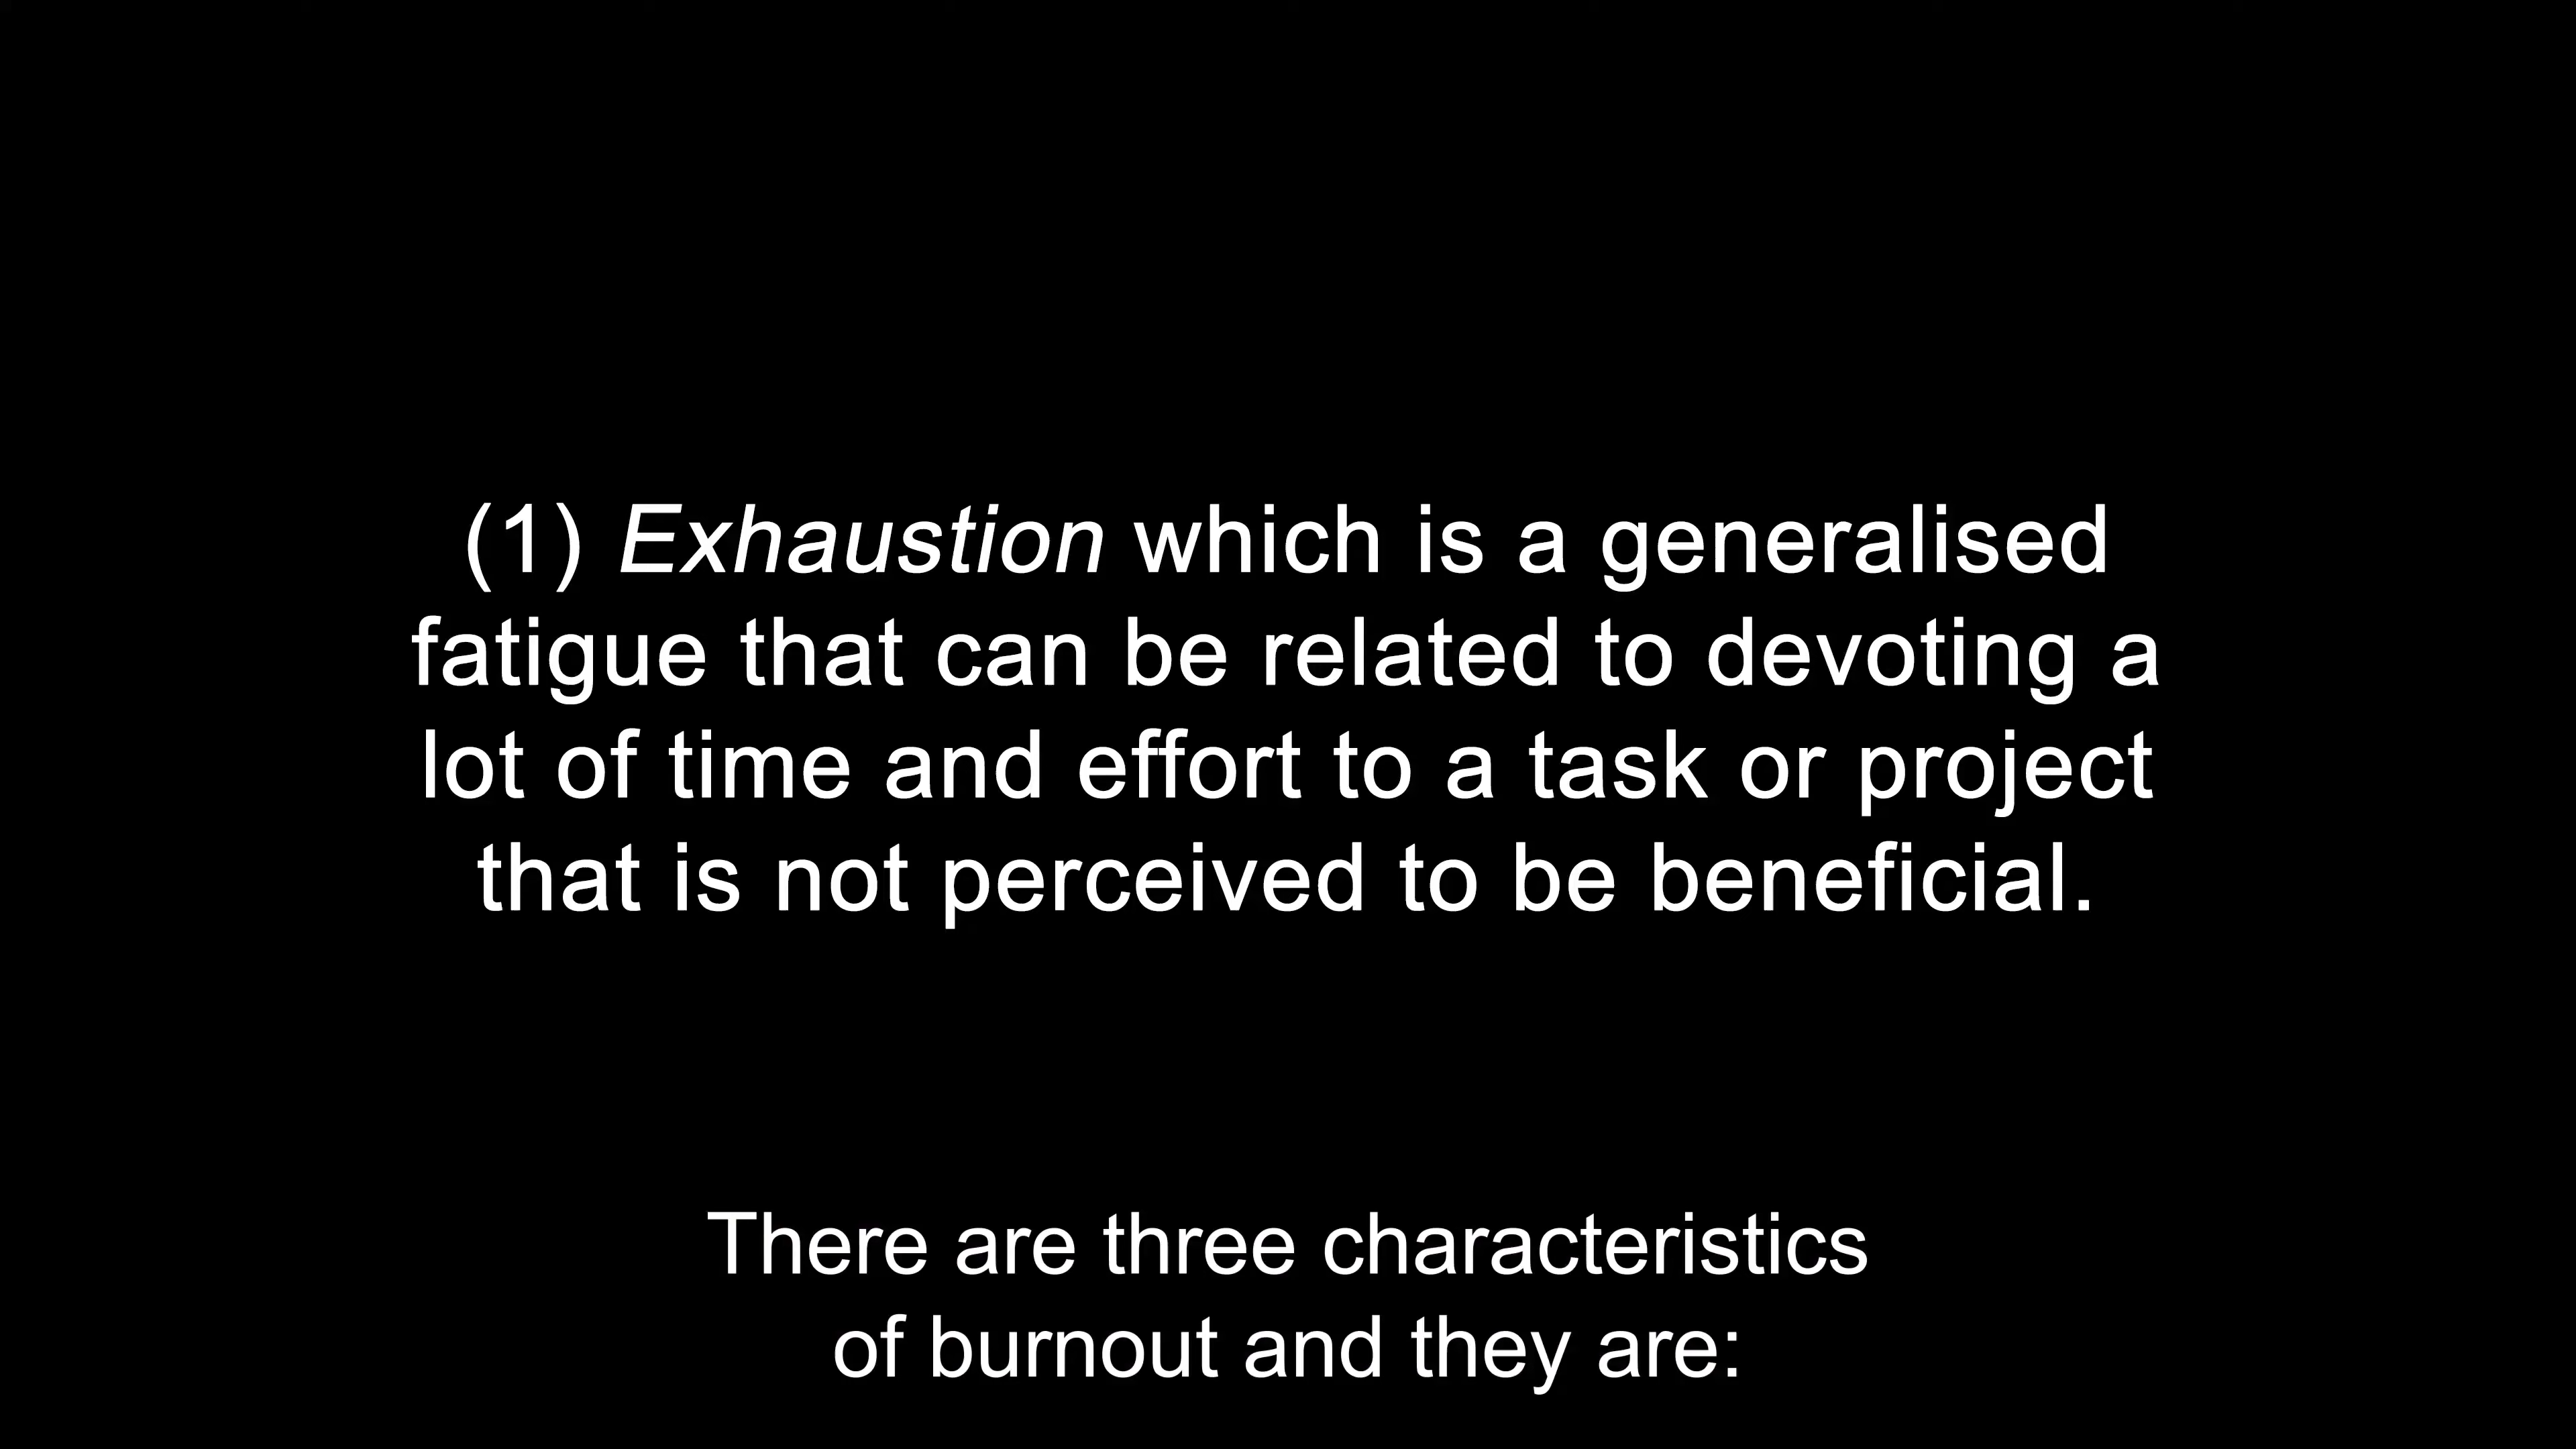 (1) Exhaustion which is a generalised
fatigue that can be related to devoting a
lot of time and effort to a task or project
that is not perceived to be beneficial.
There are three characteristics
of burnout and they are: